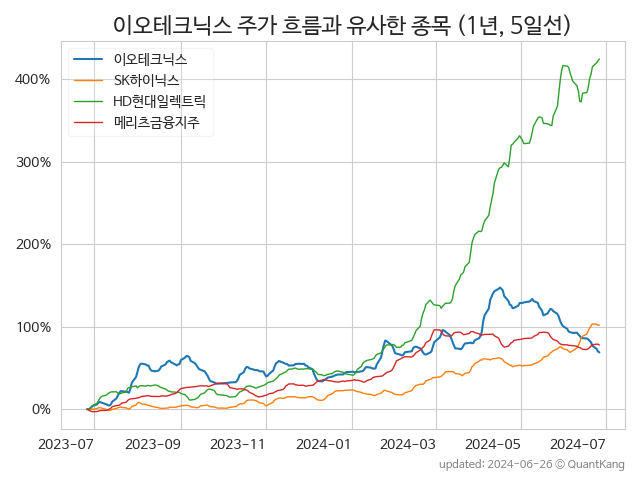 이오테크닉스 주가 흐름과 유사한 종목 (1년, 5일선)
이오테크닉스
SK하이닉스
HD현대일렉트릭
메리츠금융지주
400%
300%
200%
100%
0%
2023-07 2023-09 2023-11 2024-01 2024-03 2024-05 2024-07
updated: 2024-06-26 © QuantKang